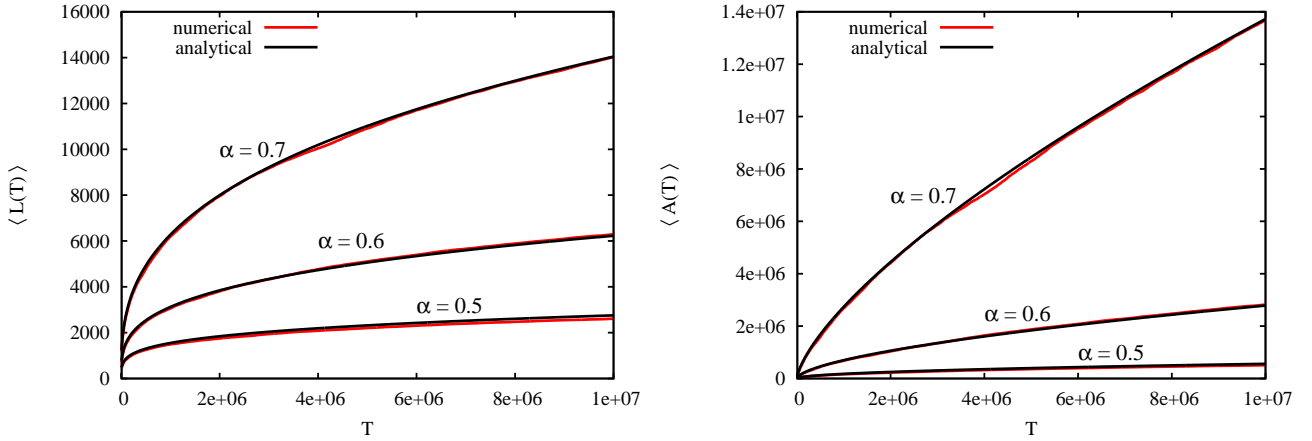 numerical
analytical
16000
14000
12000
10000
8000
6000
4000
2000
0
α = 0.7
α = 0.6
α = 0.5
⟨ L(T) ⟩
0
2e+06
4e+06
6e+06
8e+06
1e+07
T
numerical
analytical
1.4e+07
1.2e+07
1e+07
8e+06
6e+06
4e+06
2e+06
0
α = 0.7
α = 0.6
α = 0.5
⟨ A(T) ⟩
0
2e+06
4e+06
6e+06
8e+06
1e+07
T